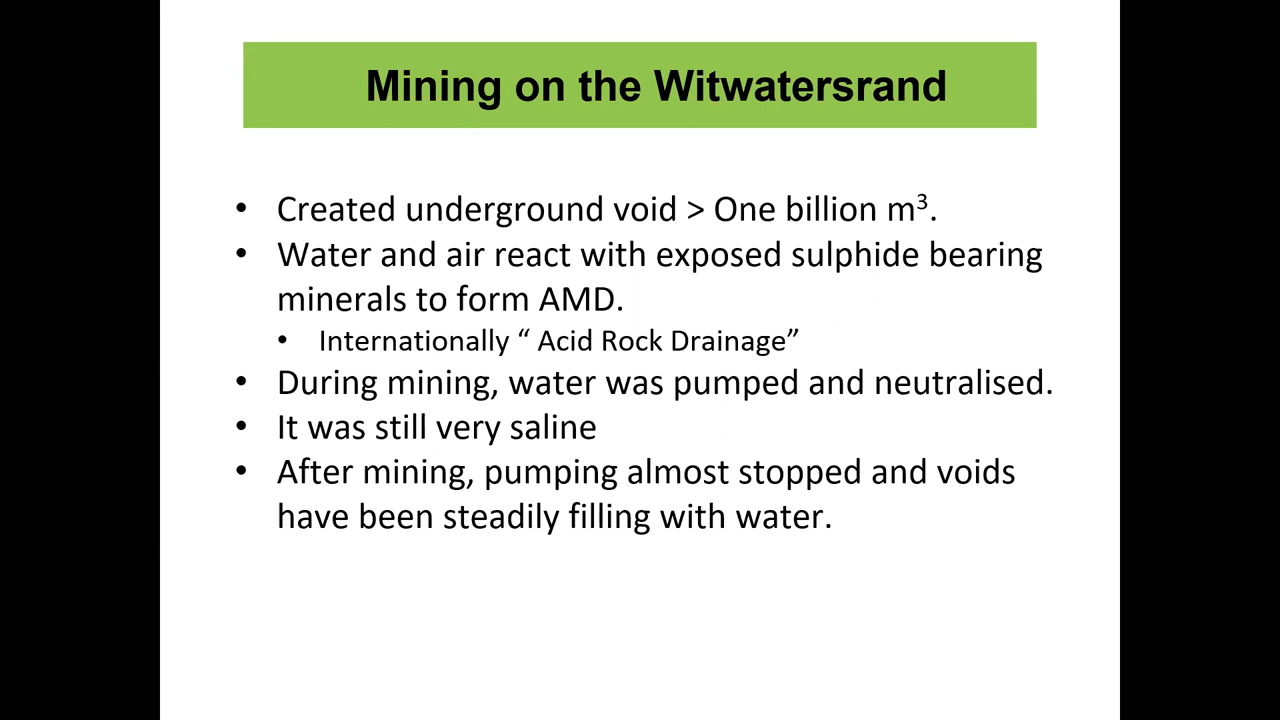 Mining on the Witwatersrand
• Created underground void > One billion m³.
• Water and air react with exposed sulphide bearing
minerals to form AMD.
• Internationally “ Acid Rock Drainage”
• During mining, water was pumped and neutralised.
• It was still very saline
• After mining, pumping almost stopped and voids
have been steadily filling with water.